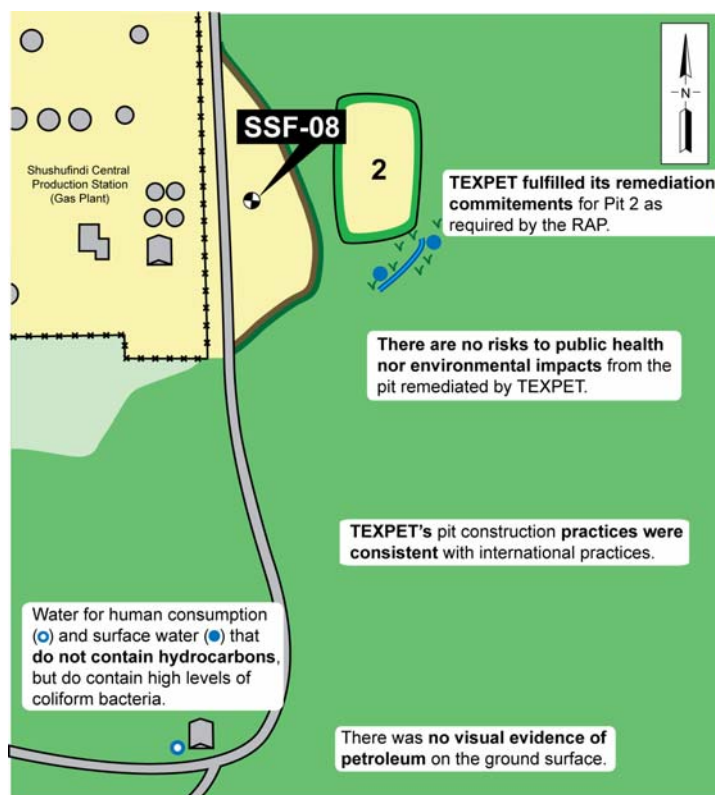 N
SSF-08
2
Shushufindi Central
Production Station
(Gas Plant)
TEXPET fulfilled its remediation
commitements for Pit 2 as
required by the RAP.
There are no risks to public health
nor environmental impacts from the
pit remediated by TEXPET.
TEXPET's pit construction practices were
consistent with international practices.
Water for human consumption
() and surface water () that
do not contain hydrocarbons,
but do contain high levels of
coliform bacteria.
There was no visual evidence of
petroleum on the ground surface.